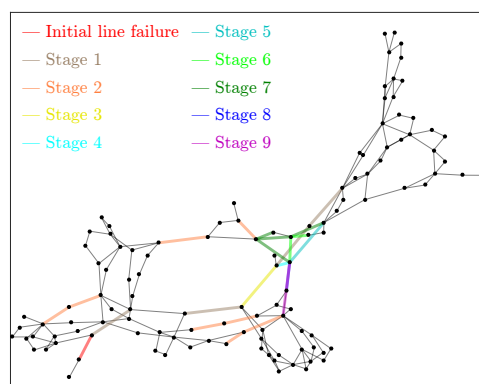 Initial line failure
Stage 1
Stage 2
Stage 3
Stage 4
Stage 5
Stage 6
Stage 7
Stage 8
Stage 9